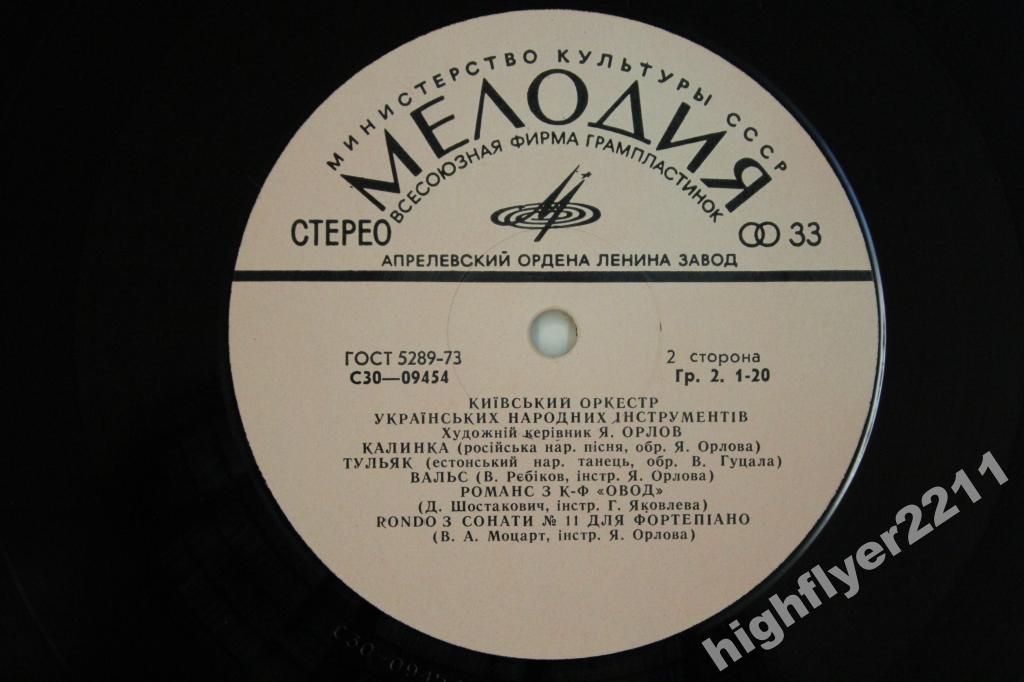 МИНИСТЕРСТВО КУЛЬТУРЫ СССР
МЕЛОДИЯ
ВСЕСОЮЗНАЯ ФИРМА ГРАМПЛАСТИНОК
СТЕРЕО 33
АПРЕЛЕВСКИЙ ОРДЕНА ЛЕНИНА ЗАВОД
ГОСТ 5289-73 2 сторона
С30—09454 Гр. 2. 1-20
КИЇВСЬКИЙ ОРКЕСТР
УКРАЇНСЬКИХ НАРОДНИХ ІНСТРУМЕНТІВ
Художній керівник Я. ОРЛОВ
КАЛИНКА (російська нар. пісня, обр. Я. Орлова)
ТУЛЬЯК (естонський нар. танець, обр. В. Гуцала)
ВАЛЬС (В. Рєбіков, інстр. Я. Орлова)
РОМАНС З К-Ф «ОВОД»
(Д. Шостакович, інстр. Г. Яковлева)
RONDO З СОНАТИ № 11 ДЛЯ ФОРТЕПІАНО
(В. А. Моцарт, інстр. Я. Орлова)
highflyer2211